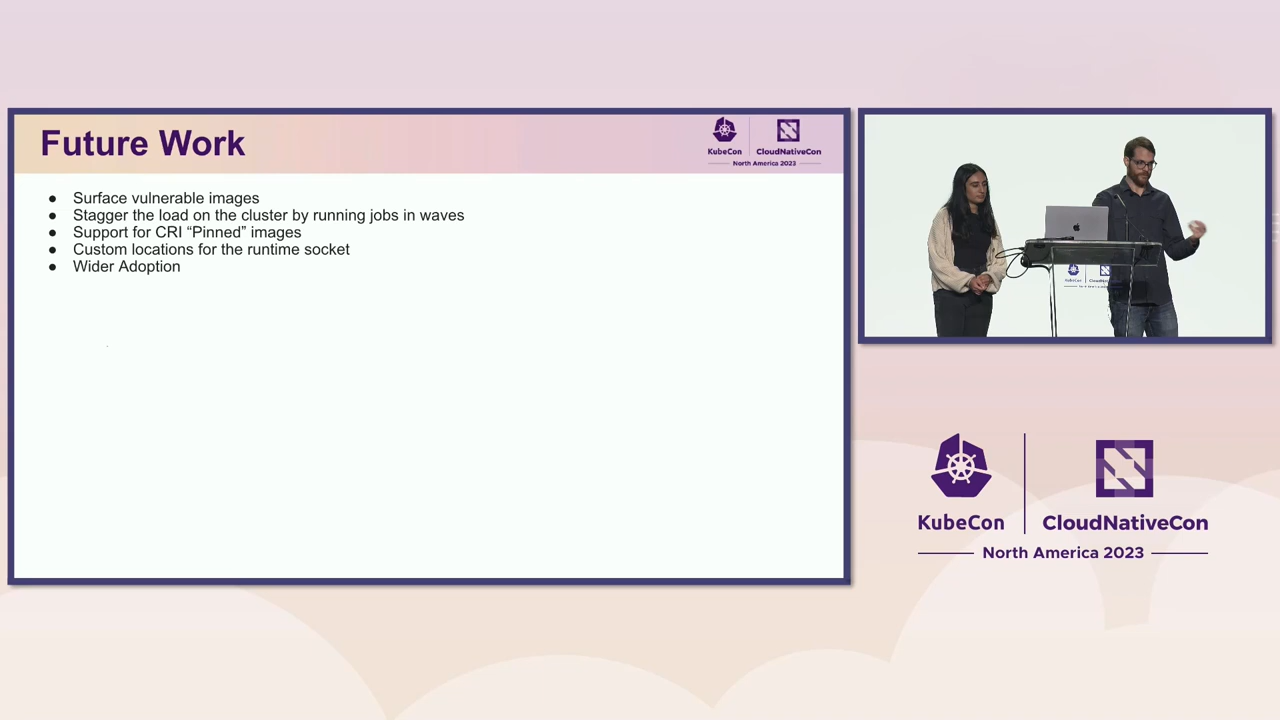 Future Work
KubeCon
CloudNativeCon
North America 2023
● Surface vulnerable images
● Stagger the load on the cluster by running jobs in waves
● Support for CRI “Pinned” images
● Custom locations for the runtime socket
● Wider Adoption
KubeCon
CloudNativeCon
North America 2023